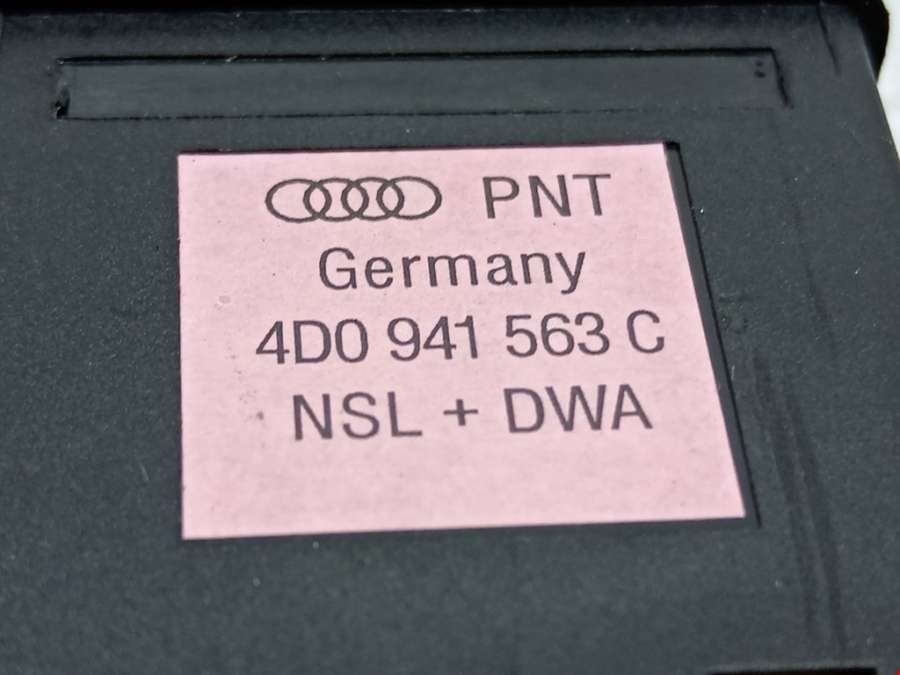 PNT
Germany
4D0 941 563 C
NSL + DWA